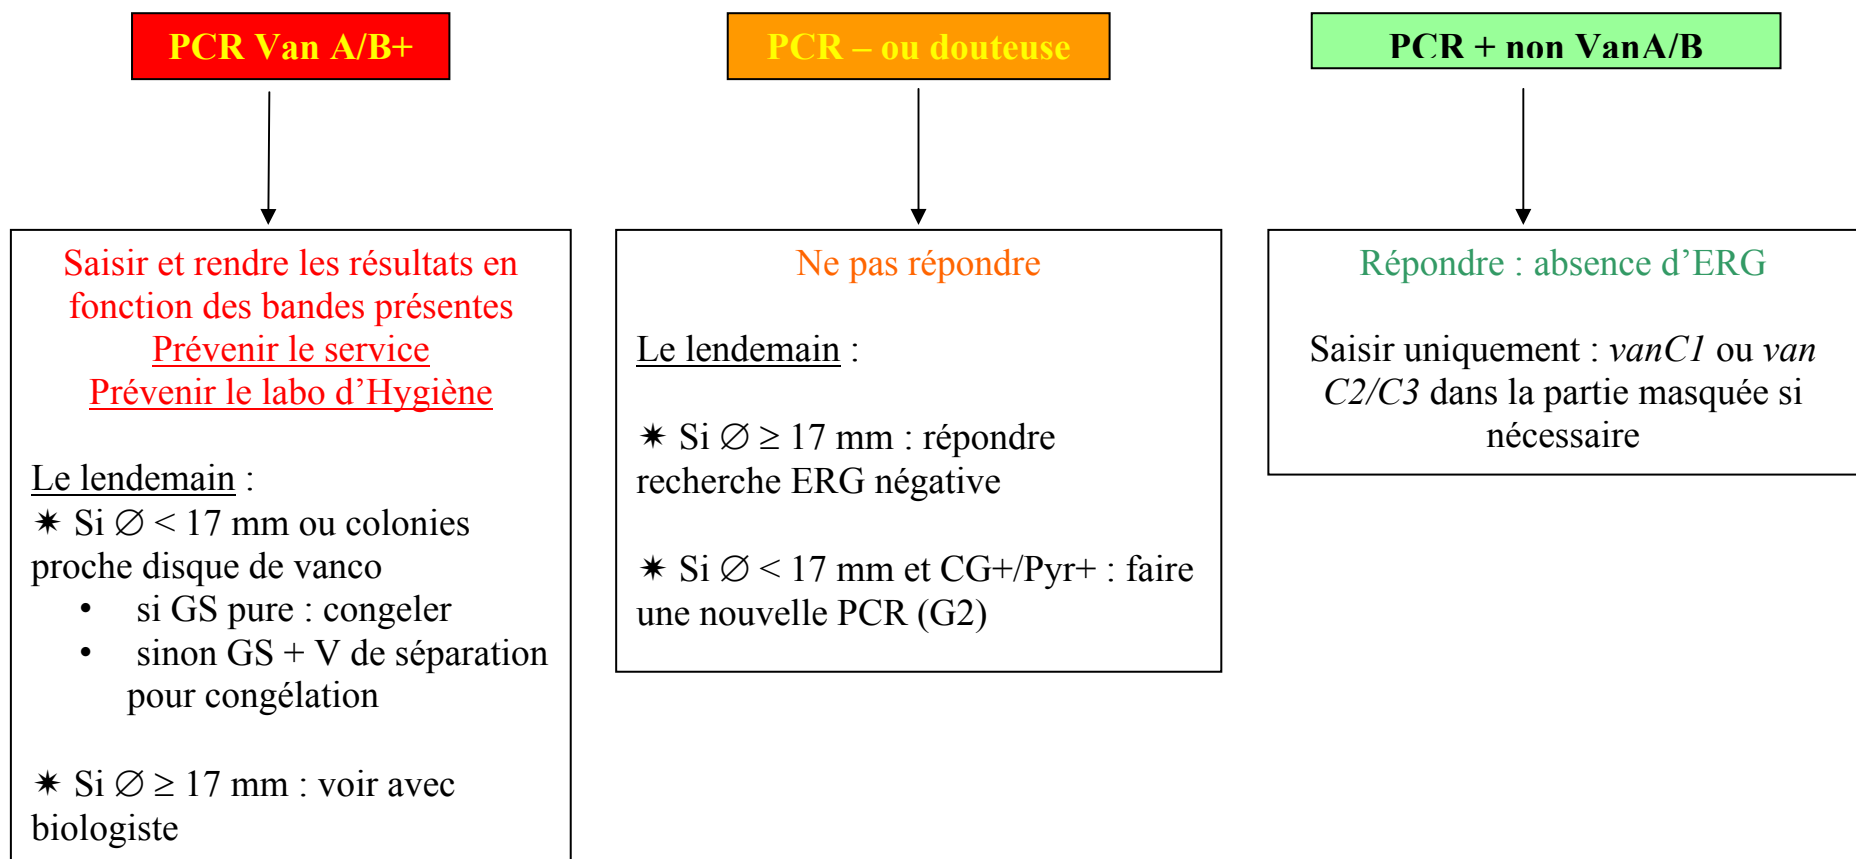 PCR Van A/B+
Saisir et rendre les résultats en
fonction des bandes présentes
Prévenir le service
Prévenir le labo d’Hygiène
Le lendemain :
✷ Si ∅ < 17 mm ou colonies
proche disque de vanco
• si GS pure : congeler
• sinon GS + V de séparation
pour congélation
✷ Si ∅ ≥ 17 mm : voir avec
biologiste
PCR – ou douteuse
Ne pas répondre
Le lendemain :
✷ Si ∅ ≥ 17 mm : répondre
recherche ERG négative
✷ Si ∅ < 17 mm et CG+/Pyr+ : faire
une nouvelle PCR (G2)
PCR + non VanA/B
Répondre : absence d’ERG
Saisir uniquement : vanC1 ou van
C2/C3 dans la partie masquée si
nécessaire